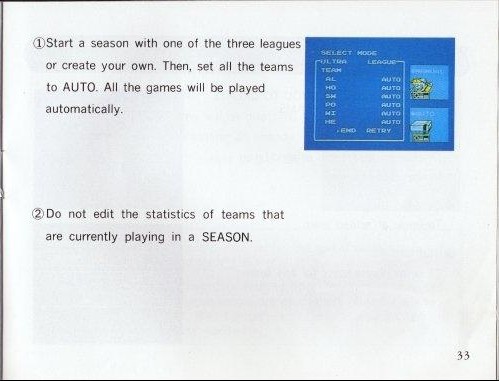 ①Start a season with one of the three leagues
or create your own. Then, set all the teams
to AUTO. All the games will be played
automatically.
SELECT MODE
ULTRA LEAGUE
TEAM
AL AUTO
HO AUTO
SW AUTO
PO AUTO
WI AUTO
HE AUTO
END RETRY
②Do not edit the statistics of teams that
are currently playing in a SEASON.
33